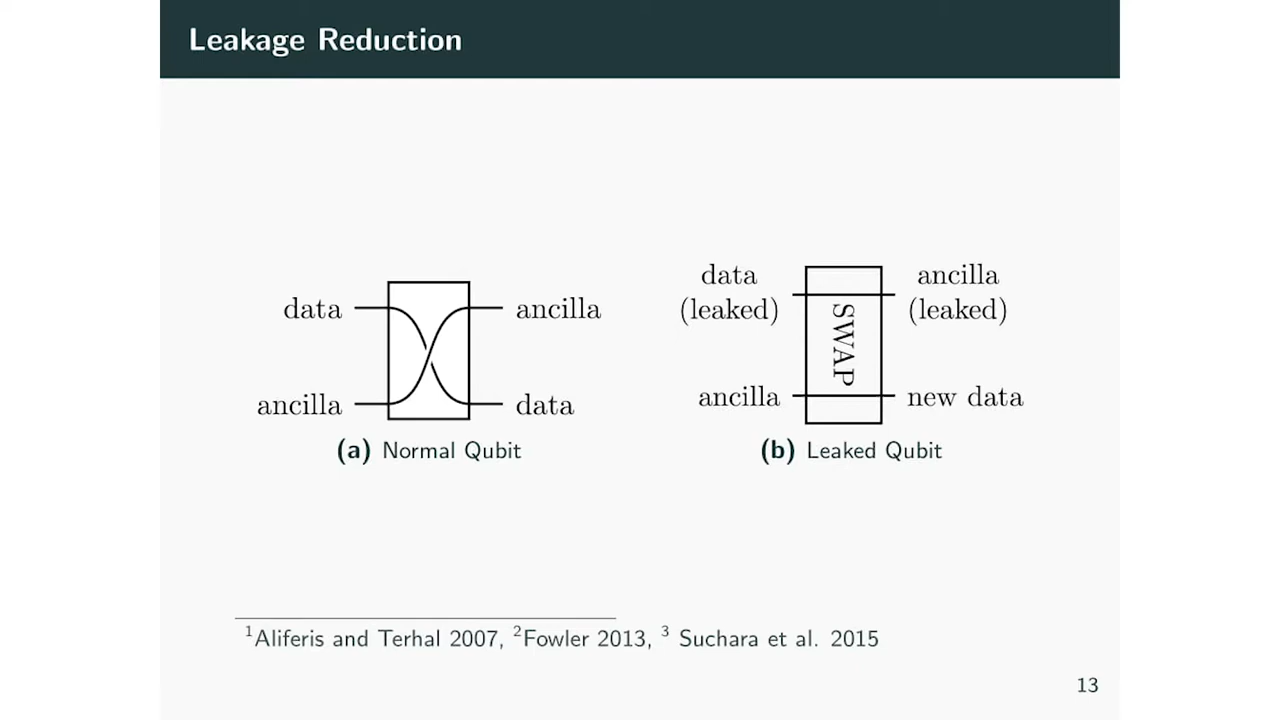 Leakage Reduction
data
ancilla
ancilla
data
(a) Normal Qubit
data
(leaked)
ancilla
(leaked)
SWAP
ancilla
new data
(b) Leaked Qubit
1Aliferis and Terhal 2007, 2Fowler 2013, 3 Suchara et al. 2015
13